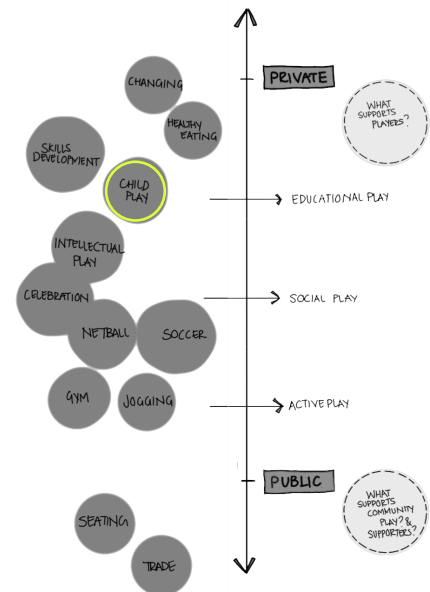 CHANGING
PRIVATE
WHAT
SUPPORTS
PLAYERS?
HEALTHY
EATING
SKILLS
DEVELOPMENT
CHILD
PLAY
EDUCATIONAL PLAY
INTELLECTUAL
PLAY
CELEBRATION
SOCIAL PLAY
NETBALL
SOCCER
GYM
JOGGING
ACTIVE PLAY
PUBLIC
WHAT
SUPPORTS
COMMUNITY
PLAY? &
SUPPORTERS?
SEATING
TRADE